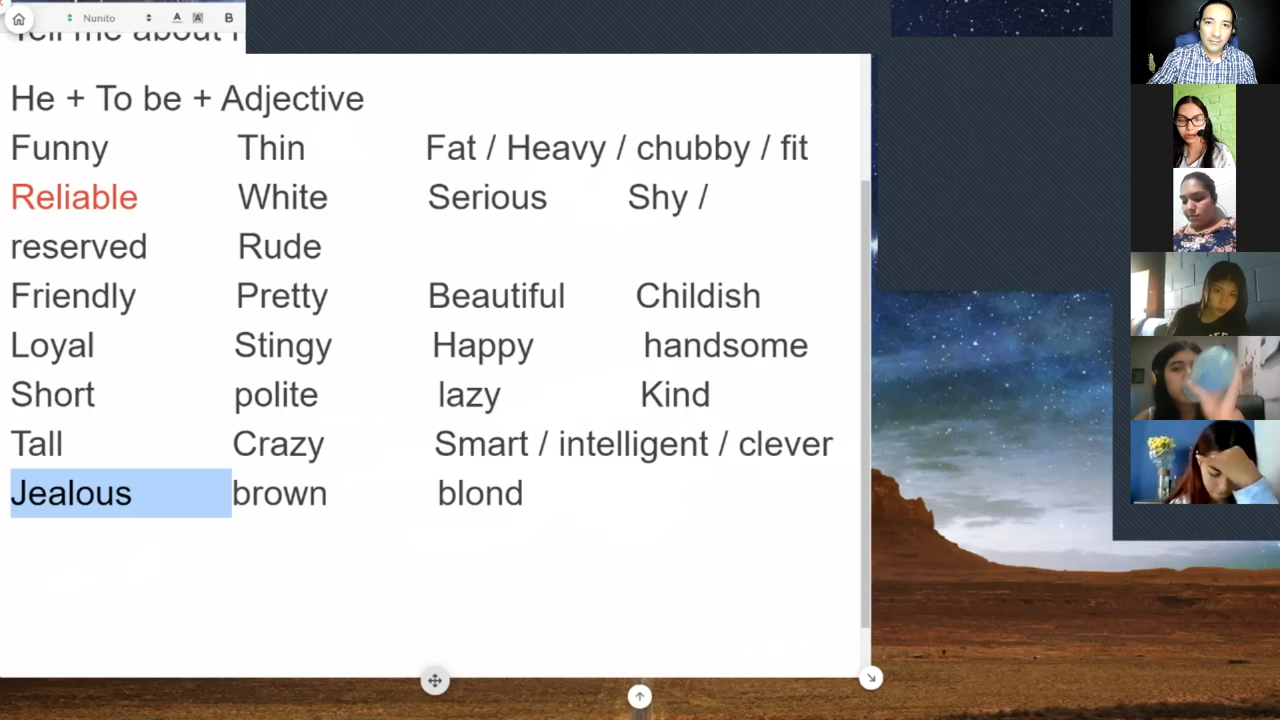 Nunito A A B
Tell me about
He + To be + Adjective
Funny Thin Fat / Heavy / chubby / fit
Reliable White Serious Shy /
reserved Rude
Friendly Pretty Beautiful Childish
Loyal Stingy Happy handsome
Short polite lazy Kind
Tall Crazy Smart / intelligent / clever
Jealous brown blond